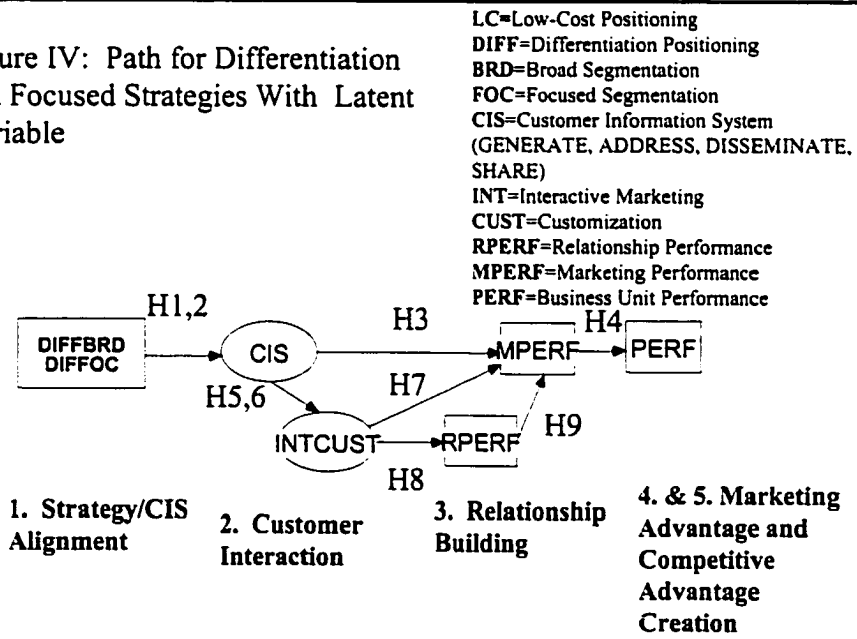 ure IV: Path for Differentiation
Focused Strategies With Latent
riable
LC=Low-Cost Positioning
DIFF=Differentiation Positioning
BRD=Broad Segmentation
FOC=Focused Segmentation
CIS=Customer Information System
(GENERATE, ADDRESS, DISSEMINATE,
SHARE)
INT=Interactive Marketing
CUST=Customization
RPERF=Relationship Performance
MPERF=Marketing Performance
PERF=Business Unit Performance
H1,2
H3
H4
DIFFBRD
DIFFOC
CIS
MPERF
PERF
H5,6
H7
INTCUST
RPERF
H9
H8
1. Strategy/CIS
Alignment
2. Customer
Interaction
3. Relationship
Building
4. & 5. Marketing
Advantage and
Competitive
Advantage
Creation